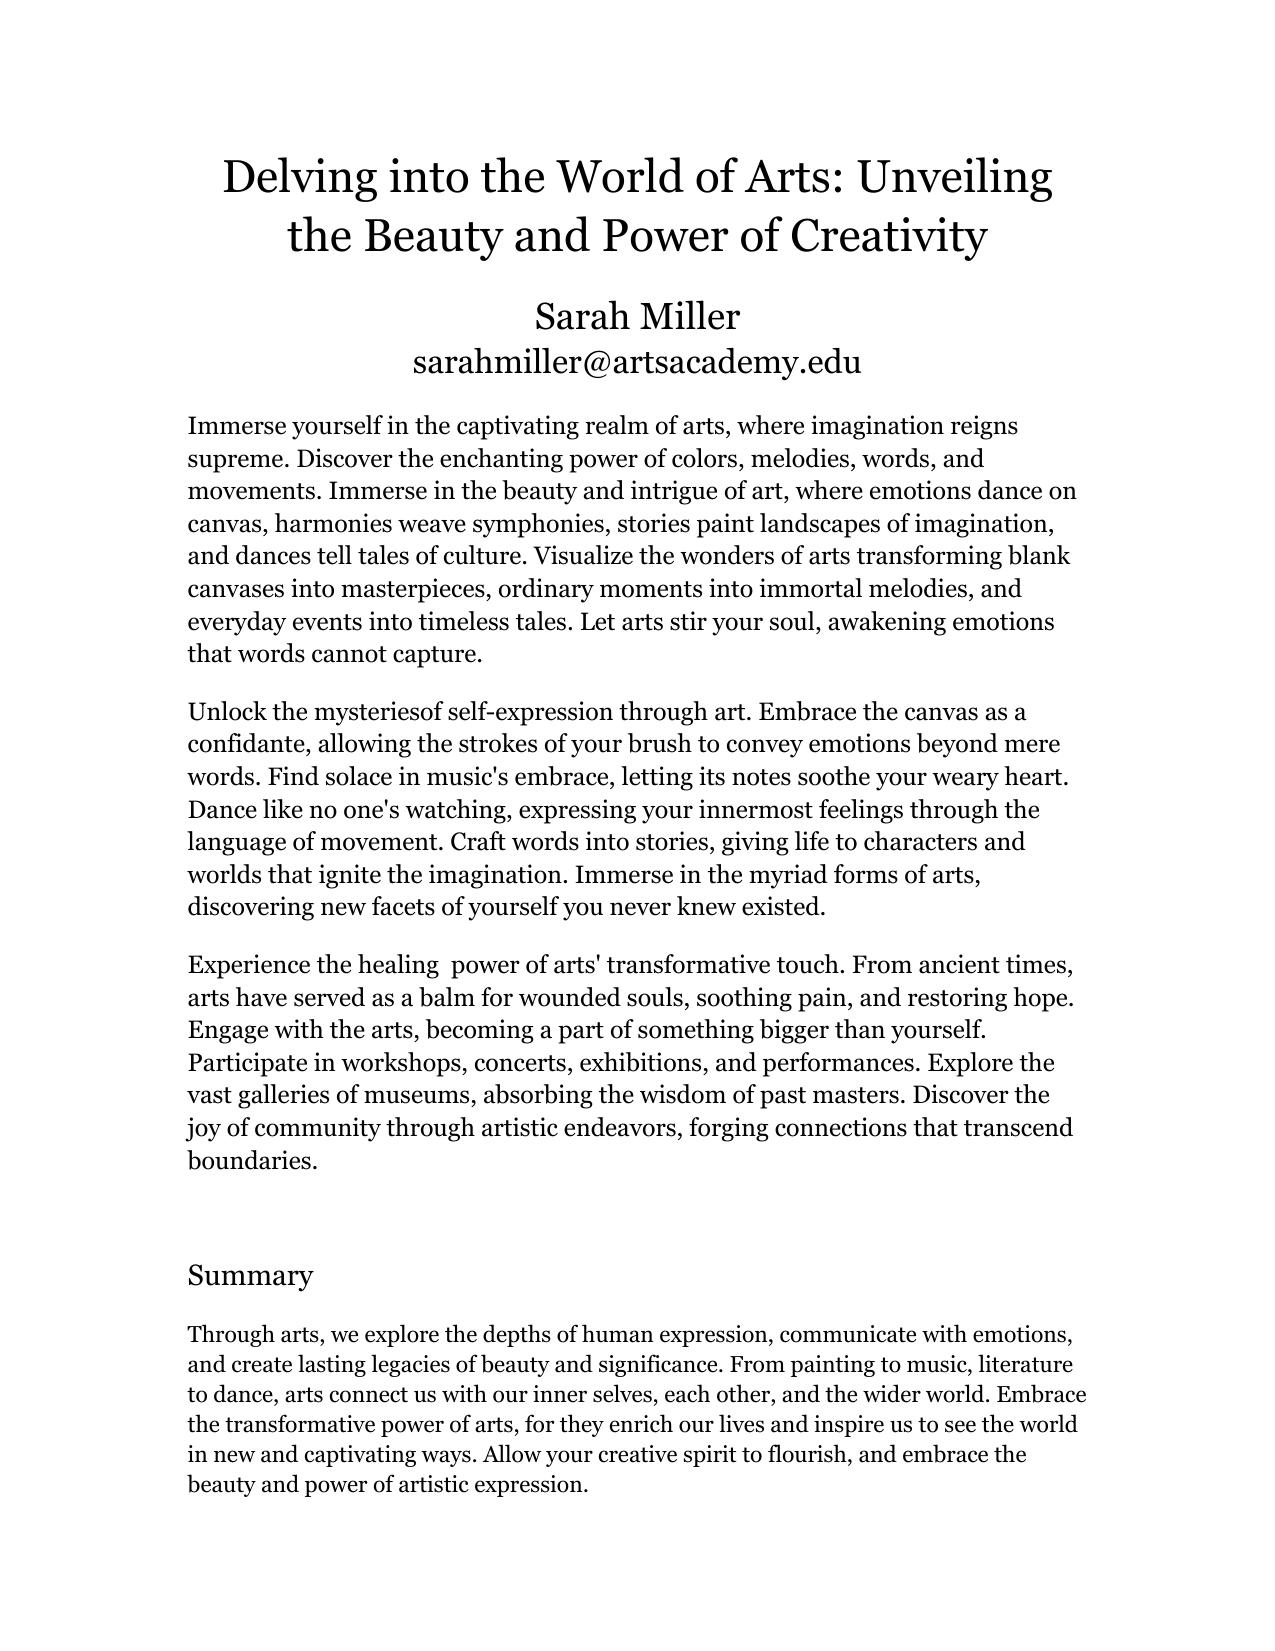 Delving into the World of Arts: Unveiling
the Beauty and Power of Creativity
Sarah Miller
sarahmiller@artsacademy.edu
Immerse yourself in the captivating realm of arts, where imagination reigns
supreme. Discover the enchanting power of colors, melodies, words, and
movements. Immerse in the beauty and intrigue of art, where emotions dance on
canvas, harmonies weave symphonies, stories paint landscapes of imagination,
and dances tell tales of culture. Visualize the wonders of arts transforming blank
canvases into masterpieces, ordinary moments into immortal melodies, and
everyday events into timeless tales. Let arts stir your soul, awakening emotions
that words cannot capture.
Unlock the mysteriesof self-expression through art. Embrace the canvas as a
confidante, allowing the strokes of your brush to convey emotions beyond mere
words. Find solace in music's embrace, letting its notes soothe your weary heart.
Dance like no one's watching, expressing your innermost feelings through the
language of movement. Craft words into stories, giving life to characters and
worlds that ignite the imagination. Immerse in the myriad forms of arts,
discovering new facets of yourself you never knew existed.
Experience the healing  power of arts' transformative touch. From ancient times,
arts have served as a balm for wounded souls, soothing pain, and restoring hope.
Engage with the arts, becoming a part of something bigger than yourself.
Participate in workshops, concerts, exhibitions, and performances. Explore the
vast galleries of museums, absorbing the wisdom of past masters. Discover the
joy of community through artistic endeavors, forging connections that transcend
boundaries.
Summary
Through arts, we explore the depths of human expression, communicate with emotions,
and create lasting legacies of beauty and significance. From painting to music, literature
to dance, arts connect us with our inner selves, each other, and the wider world. Embrace
the transformative power of arts, for they enrich our lives and inspire us to see the world
in new and captivating ways. Allow your creative spirit to flourish, and embrace the
beauty and power of artistic expression.